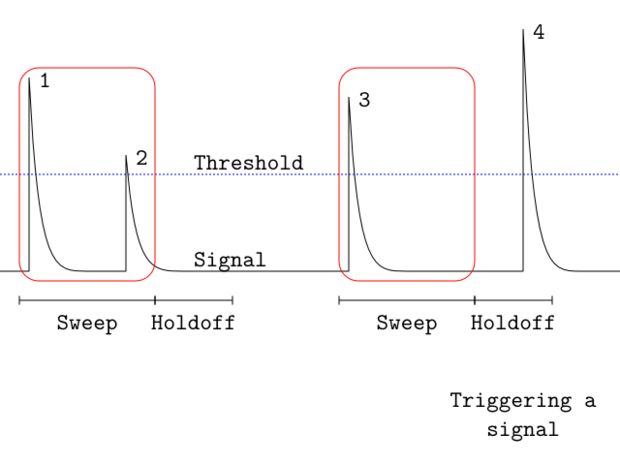 1
2
3
4
Threshold
Signal
Sweep
Holdoff
Sweep
Holdoff
Triggering a
signal